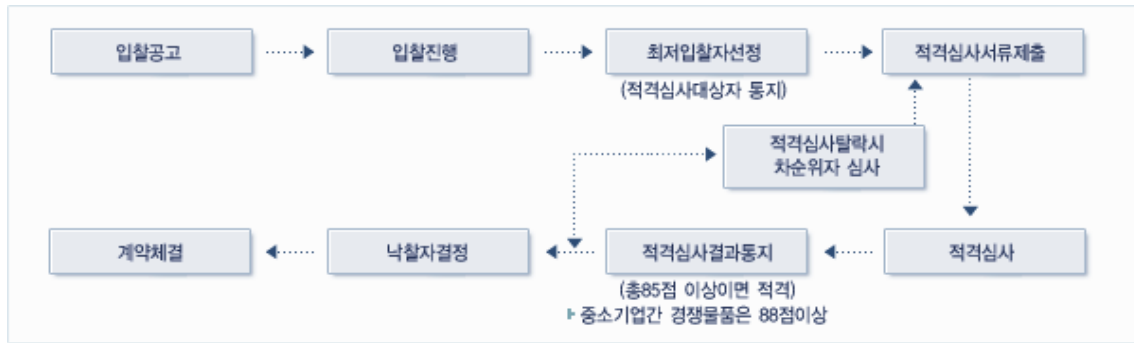 입찰공고
입찰진행
최저입찰자선정
(적격심사대상자 통지)
적격심사서류제출
적격심사탈락시
차순위자 심사
계약체결
낙찰자결정
적격심사결과통지
(총85점 이상이면 적격)
중소기업간 경쟁물품은 88점이상
적격심사